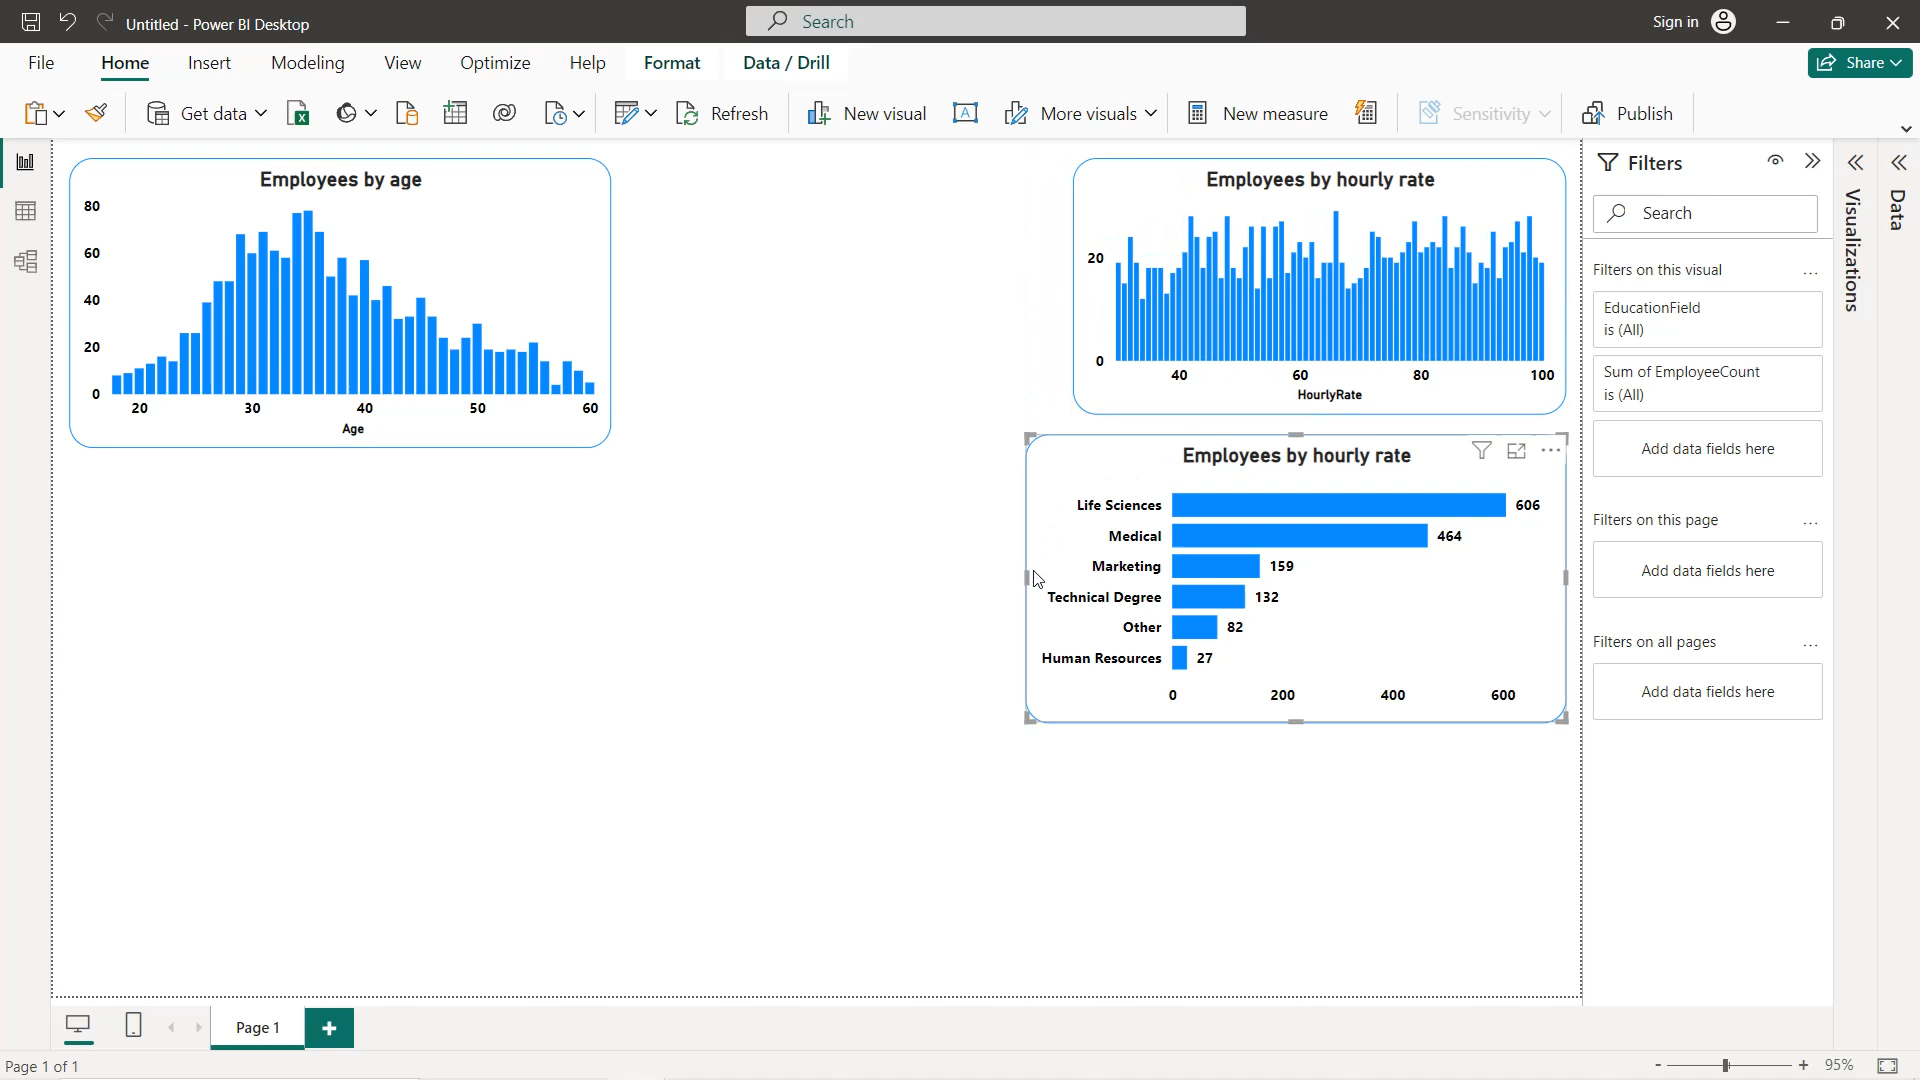 Untitled - Power BI Desktop
Search
Sign in
File
Home
Insert
Modeling
View
Optimize
Help
Format
Data / Drill
Share
Get data
Refresh
New visual
More visuals
New measure
Sensitivity
Publish
Employees by age
80
60
40
20
0
20 30 40 50 60
Age
Employees by hourly rate
20
0
40 60 80 100
HourlyRate
Employees by hourly rate
Life Sciences 606
Medical 464
Marketing 159
Technical Degree 132
Other 82
Human Resources 27
0 200 400 600
Filters
Search
Filters on this visual
EducationField
is (All)
Sum of EmployeeCount
is (All)
Add data fields here
Filters on this page
Add data fields here
Filters on all pages
Add data fields here
Visualizations
Data
Page 1
Page 1 of 1
95%